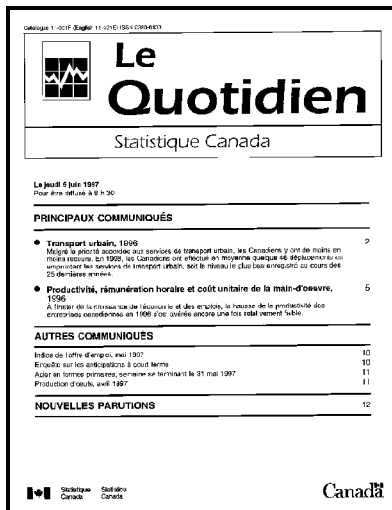 Catalogue 11-001F (English 11-001E) ISSN 0380-6103
Le
Quotidien
Statistique Canada
Le jeudi 5 juin 1997
Pour être diffusé à 8 h 30
PRINCIPAUX COMMUNIQUÉS
Transport urbain, 1996 2
Malgré la priorité accordée aux services de transport urbain, les Canadiens y ont de moins en
moins recours. En 1996, les Canadiens ont effectué en moyenne quelque 46 déplacements en
empruntant les services de transport urbain, soit le niveau le plus bas enregistré au cours des
25 dernières années.
Productivité, rémunération horaire et coût unitaire de la main-d'oeuvre, 5
1996
À l'instar de la croissance de l'économie et des emplois, la hausse de la productivité des
entreprises canadiennes en 1996 s'est avérée encore une fois relativement faible.
AUTRES COMMUNIQUÉS
Indice de l'offre d'emploi, mai 1997 10
Enquête sur les anticipations à court terme 10
Acier en formes primaires, semaine se terminant le 31 mai 1997 11
Production d'oeufs, avril 1997 11
NOUVELLES PARUTIONS 12
Statistique Statistics
Canada Canada
Canada